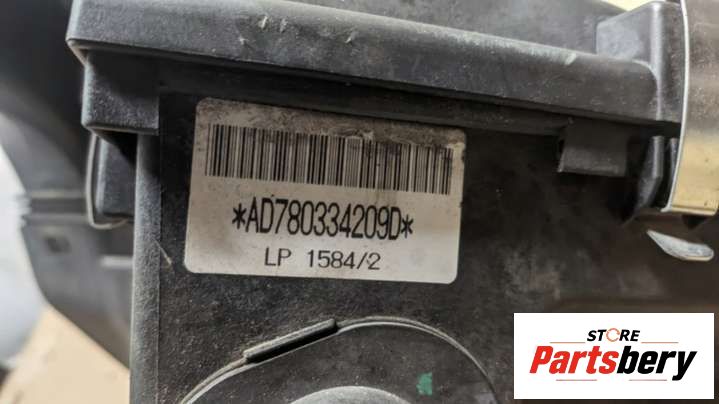 *AD780334209D*
LP 1584/2
STORE
Partsbery